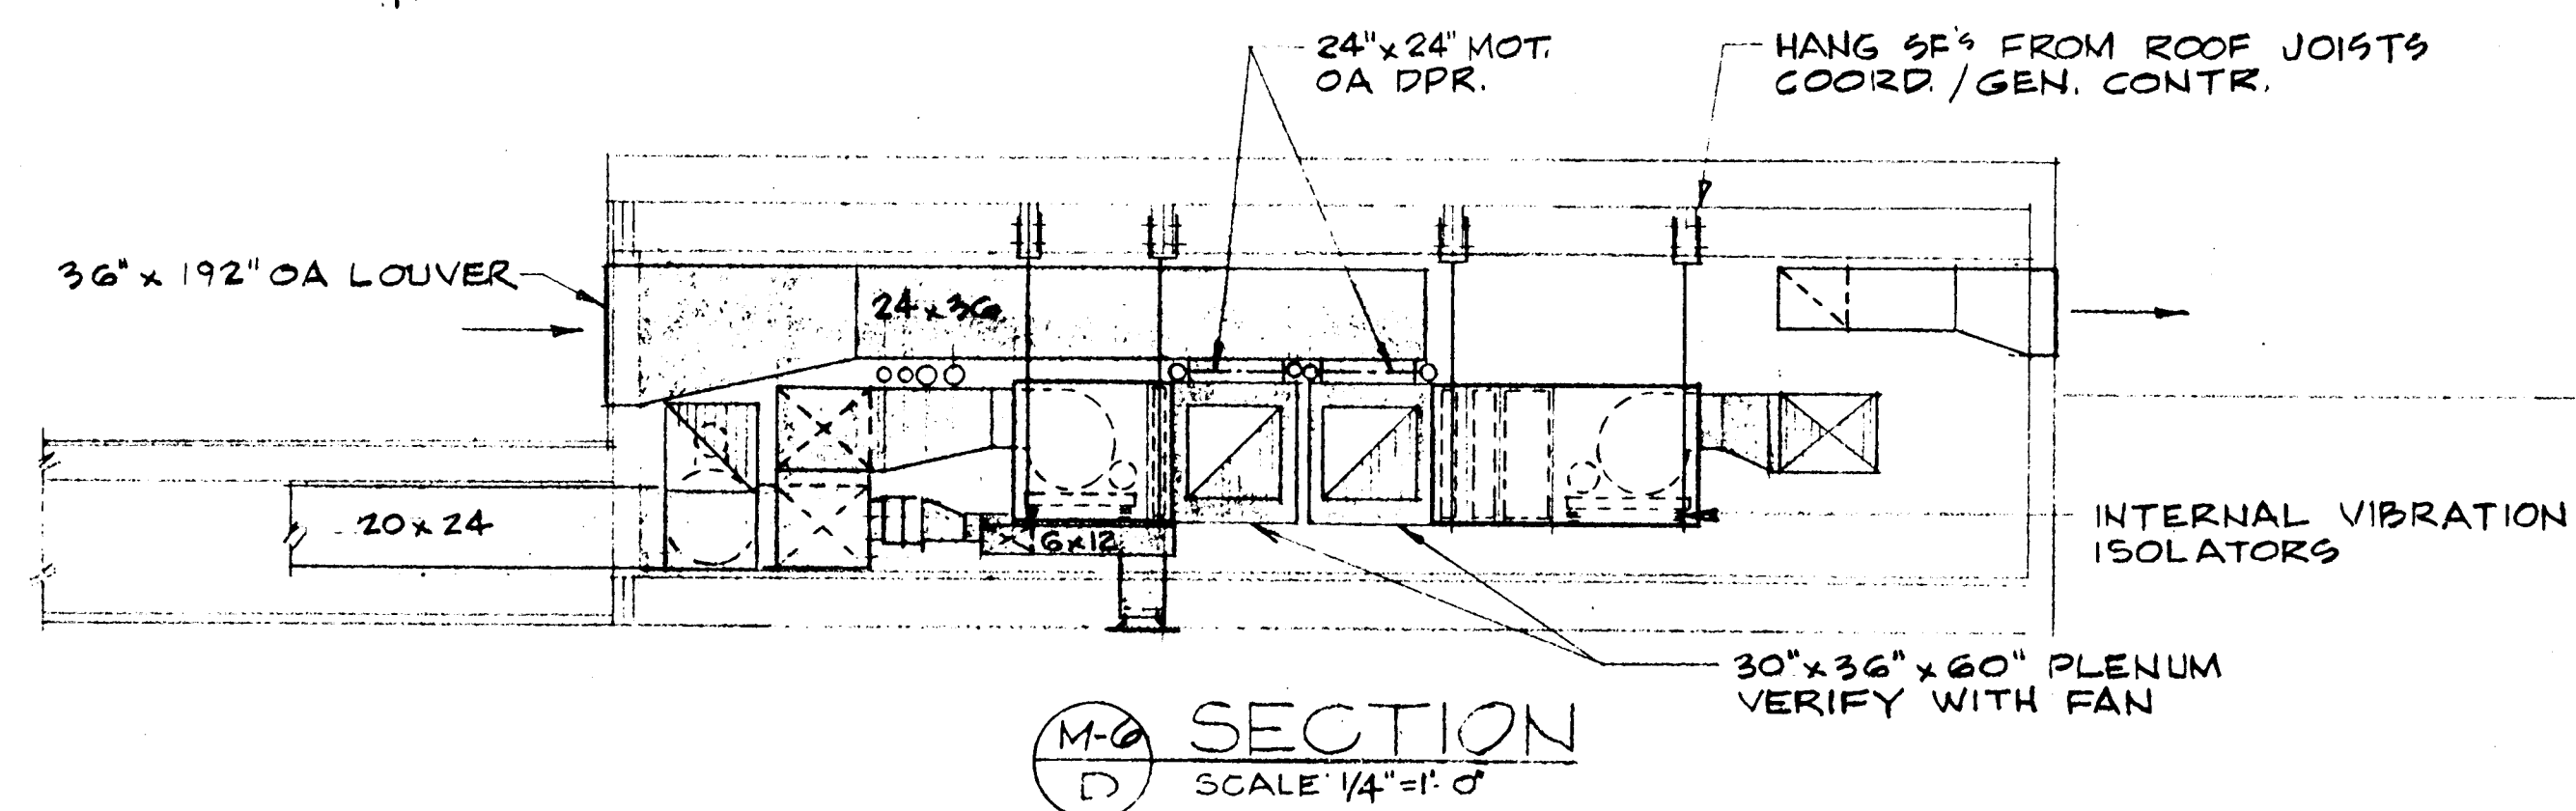 24"x24" MOT.
OA DPR.
HANG SF'S FROM ROOF JOISTS
COORD./GEN. CONTR.
36" x 192" OA LOUVER
24x36
20x24
6x12
INTERNAL VIBRATION
ISOLATORS
30"x36"x60" PLENUM
VERIFY WITH FAN
M-6
D
SECTION
SCALE 1/4"=1'-0"